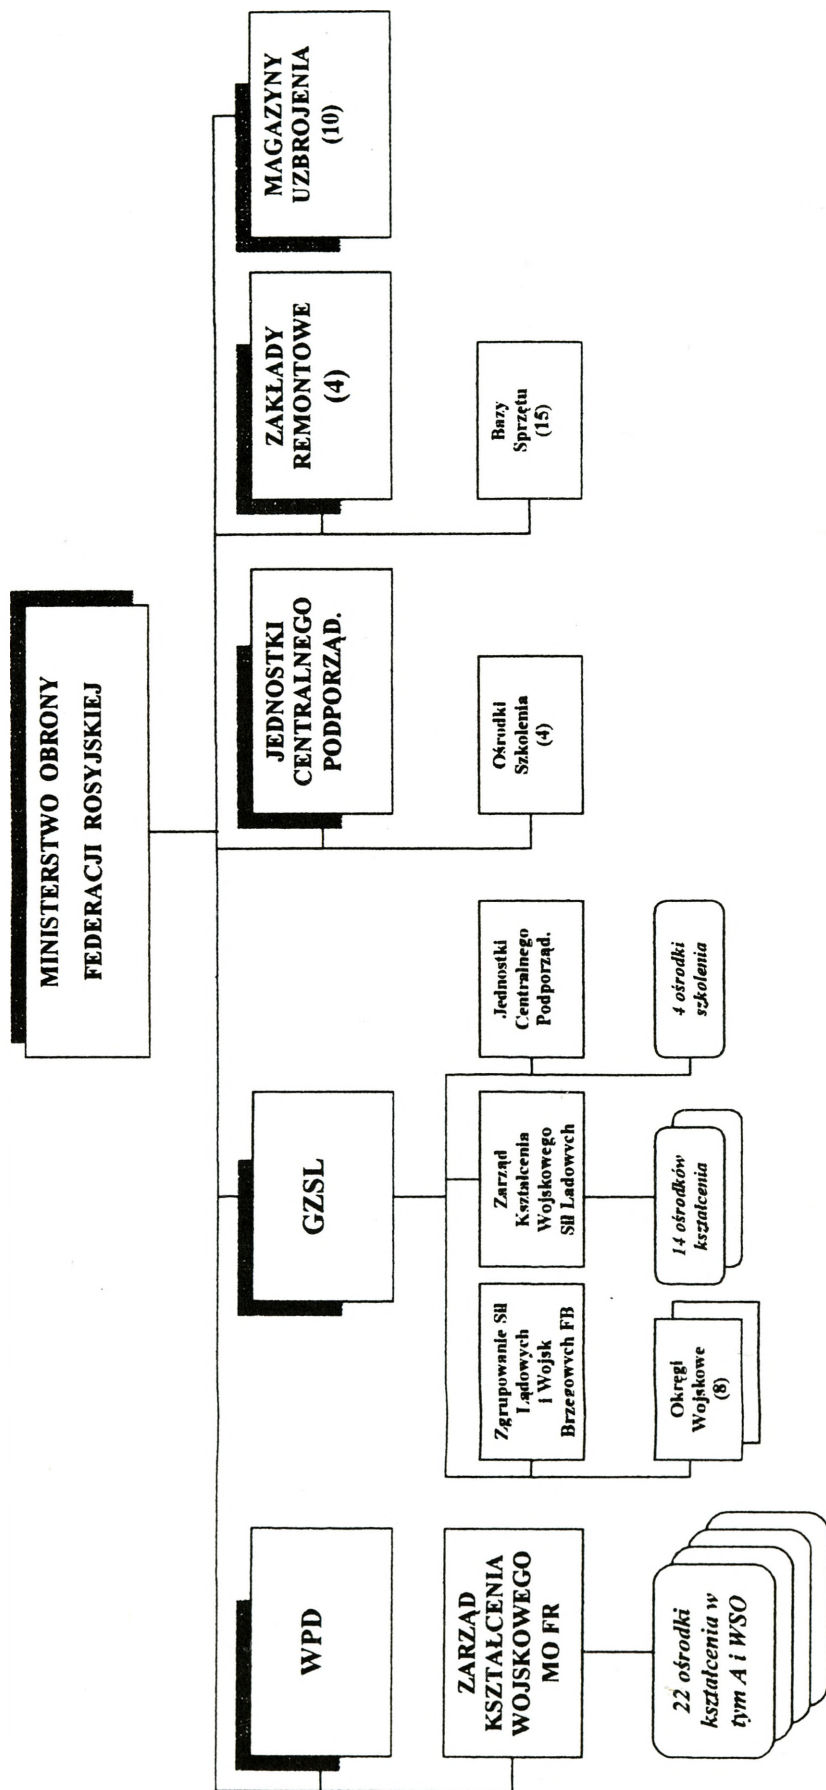 MINISTERSTWO OBRONY
FEDERACJI ROSYJSKIEJ
WPD
GZSL
JEDNOSTKI
CENTRALNEGO
PODPORZĄD.
ZAKŁADY
REMONTOWE
(4)
MAGAZYNY
UZBROJENIA
(10)
ZARZĄD
KSZTAŁCENIA
WOJSKOWEGO
MO FR
Zgrupowanie Sił
Lądowych
i Wojsk
Brzegowych FB
Zarząd
Kształcenia
Wojskowego
Sił Lądowych
Jednostki
Centralnego
Podporząd.
Ośrodki
Szkolenia
(4)
Bazy
Sprzętu
(15)
22 ośrodki
kształcenia w
tym A i WSO
Okręgi
Wojskowe
(8)
14 ośrodków
kształcenia
4 ośrodki
szkolenia